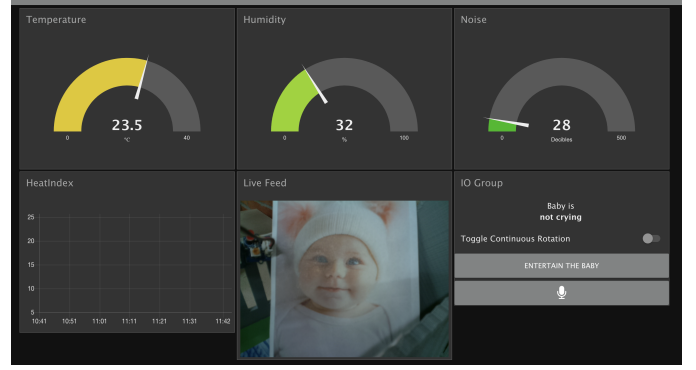 Temperature
23.5
°C
0
40
Humidity
32
%
0
100
Noise
28
Decibles
0
500
HeatIndex
25
20
15
10
5
10:41 10:51 11:01 11:11 11:21 11:31 11:42
Live Feed
IO Group
Baby is
not crying
Toggle Continuous Rotation
ENTERTAIN THE BABY